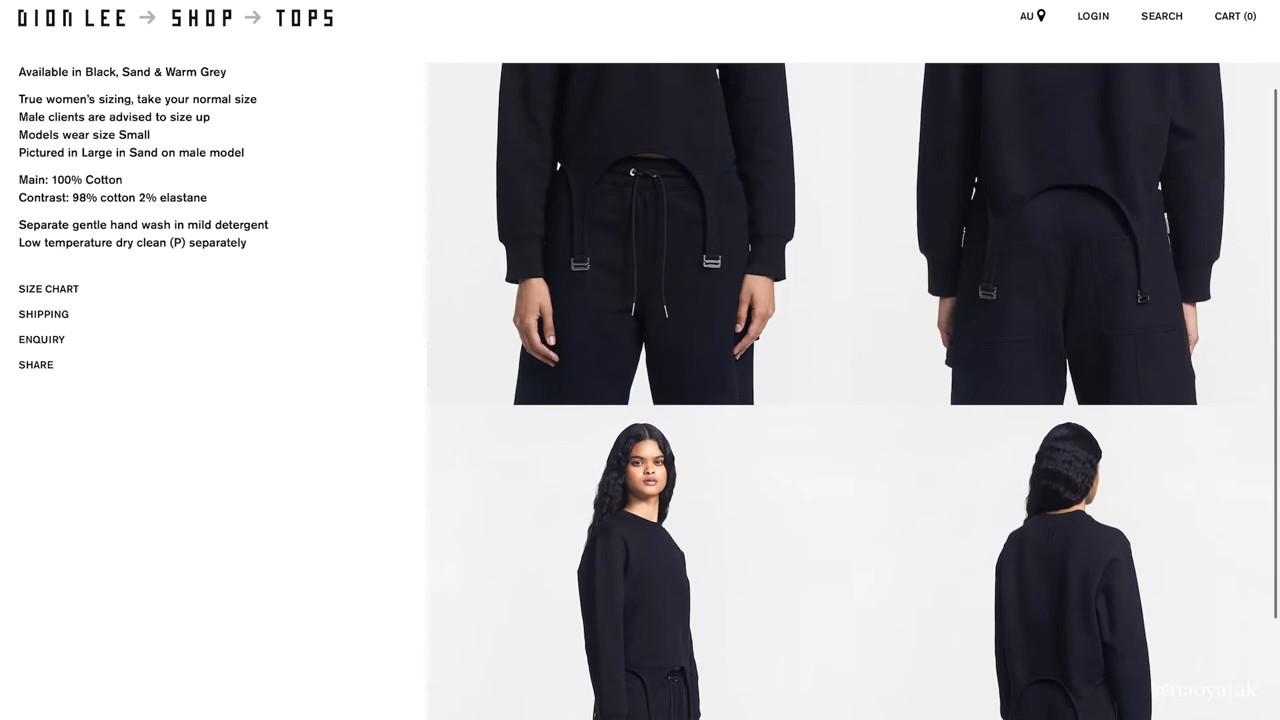 DION LEE → SHOP → TOPS
AU LOGIN SEARCH CART (0)
Available in Black, Sand & Warm Grey
True women's sizing, take your normal size
Male clients are advised to size up
Models wear size Small
Pictured in Large in Sand on male model
Main: 100% Cotton
Contrast: 98% cotton 2% elastane
Separate gentle hand wash in mild detergent
Low temperature dry clean (P) separately
SIZE CHART
SHIPPING
ENQUIRY
SHARE
@naoyatak